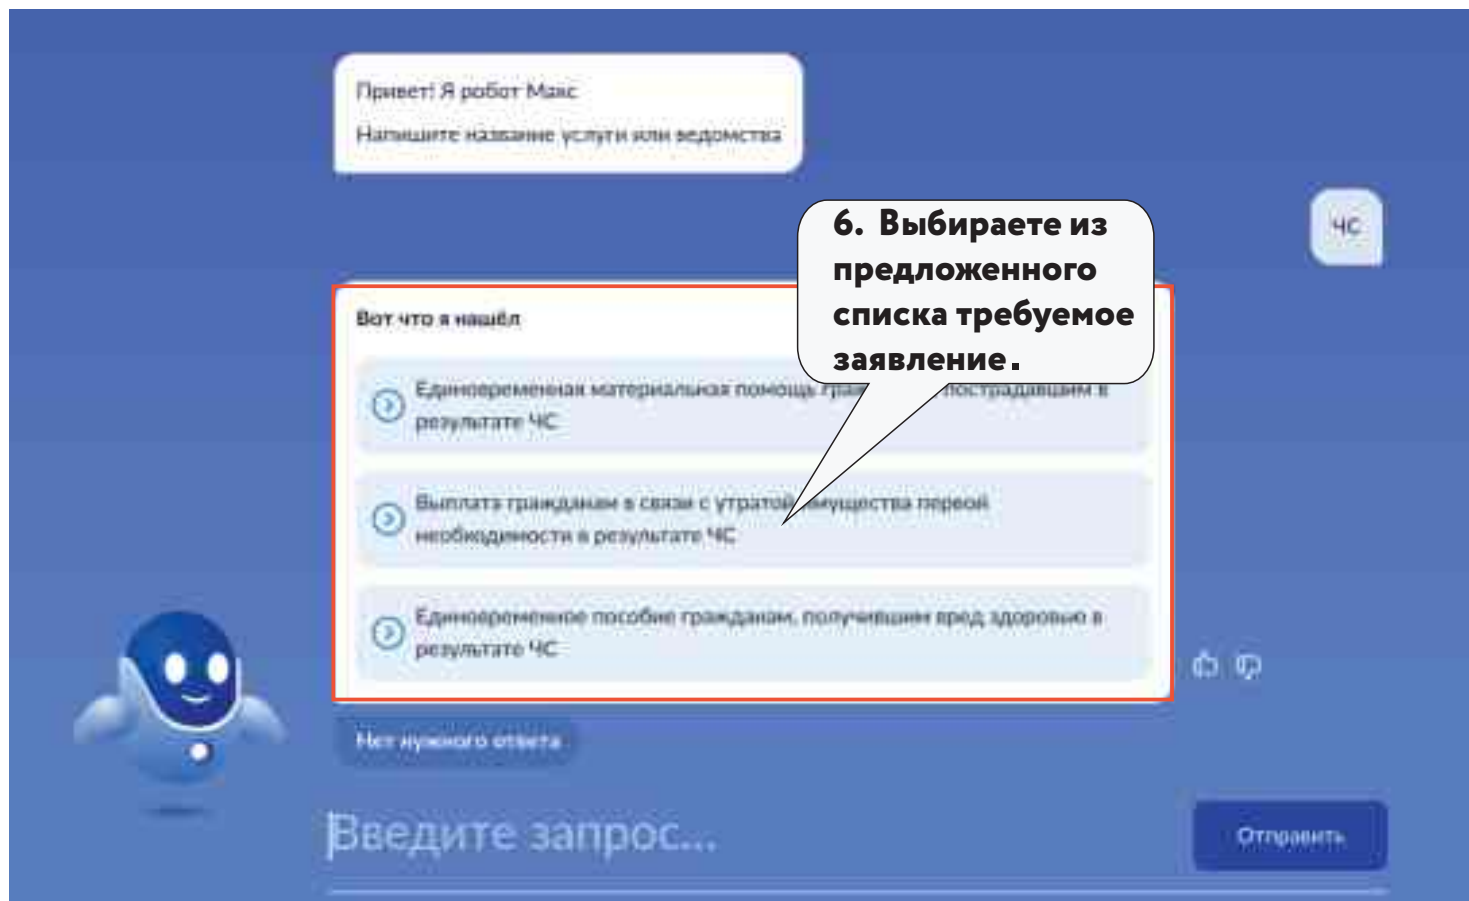 Привет! Я робот Макс
Напишите название услуги или ведомства
ЧС
6. Выбираете из
предложенного
списка требуемое
заявление.
Вот что я нашёл
Единовременная материальная помощь пострадавшим в
результате ЧС
Выплата гражданам в связи с утратой имущества первой
необходимости в результате ЧС
Единовременное пособие гражданам, получившим вред здоровью в
результате ЧС
Нет нужного ответа
Введите запрос...
Отправить